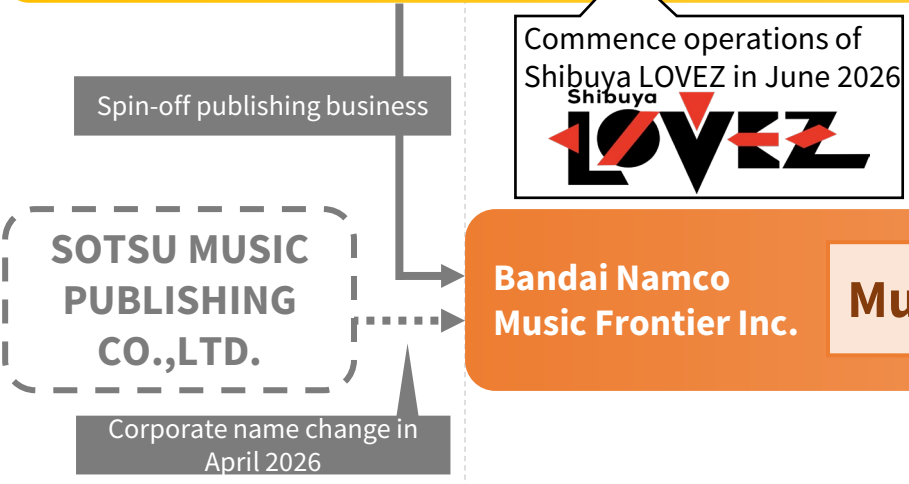 Commence operations of
Shibuya LOVEZ in June 2026
Shibuya
LOVEZ
Spin-off publishing business
SOTSU MUSIC
PUBLISHING
CO.,LTD.
Bandai Namco
Music Frontier Inc.
Corporate name change in
April 2026